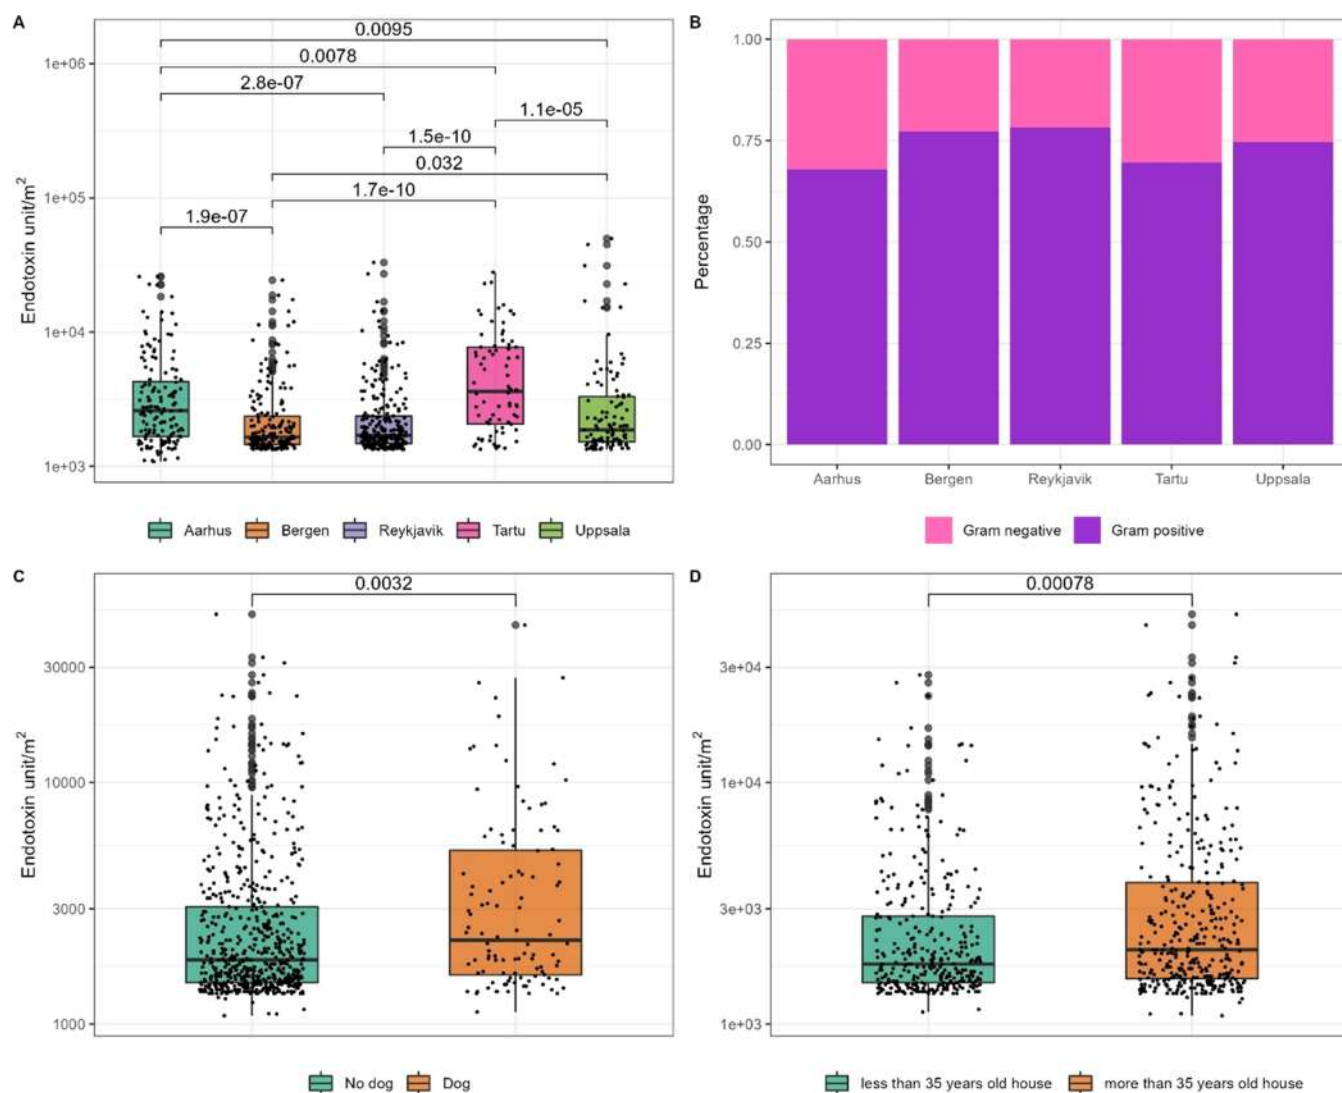 A
0.0095
0.0078
2.8e-07
1.1e-05
1.5e-10
0.032
1.7e-10
1.9e-07
1e+06
1e+05
1e+04
1e+03
Endotoxin unit/m²
Aarhus Bergen Reykjavik Tartu Uppsala
B
1.00
0.75
0.50
0.25
0.00
Percentage
Aarhus Bergen Reykjavik Tartu Uppsala
Gram negative Gram positive
C
0.0032
30000
10000
3000
1000
Endotoxin unit/m²
No dog Dog
D
0.00078
3e+04
1e+04
3e+03
1e+03
Endotoxin unit/m²
less than 35 years old house more than 35 years old house